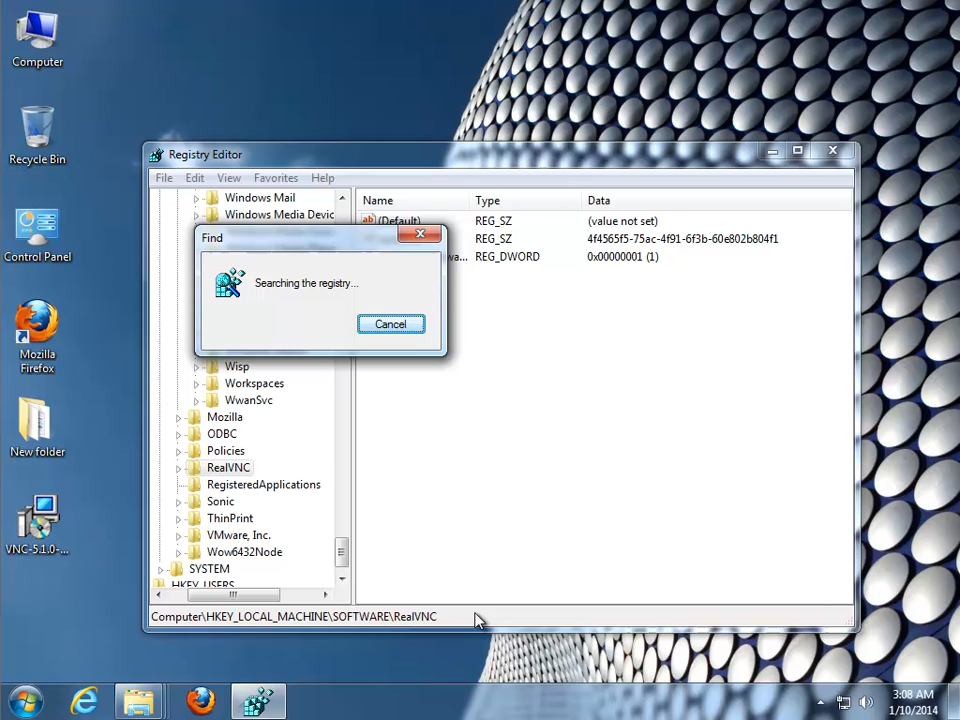 Computer
Recycle Bin
Control Panel
Mozilla
Firefox
New folder
VNC-5.1.0-...
Registry Editor
File Edit View Favorites Help
Windows Mail
Windows Media Devic
Wisp
Workspaces
WwanSvc
Mozilla
ODBC
Policies
RealVNC
RegisteredApplications
Sonic
ThinPrint
VMware, Inc.
Wow6432Node
SYSTEM
HKEY_USERS
Name Type Data
(Default) REG_SZ (value not set)
REG_SZ 4f4565f5-75ac-4f91-6f3b-60e802b804f1
REG_DWORD 0x00000001 (1)
Find
Searching the registry...
Cancel
Computer\HKEY_LOCAL_MACHINE\SOFTWARE\RealVNC
3:08 AM
1/10/2014